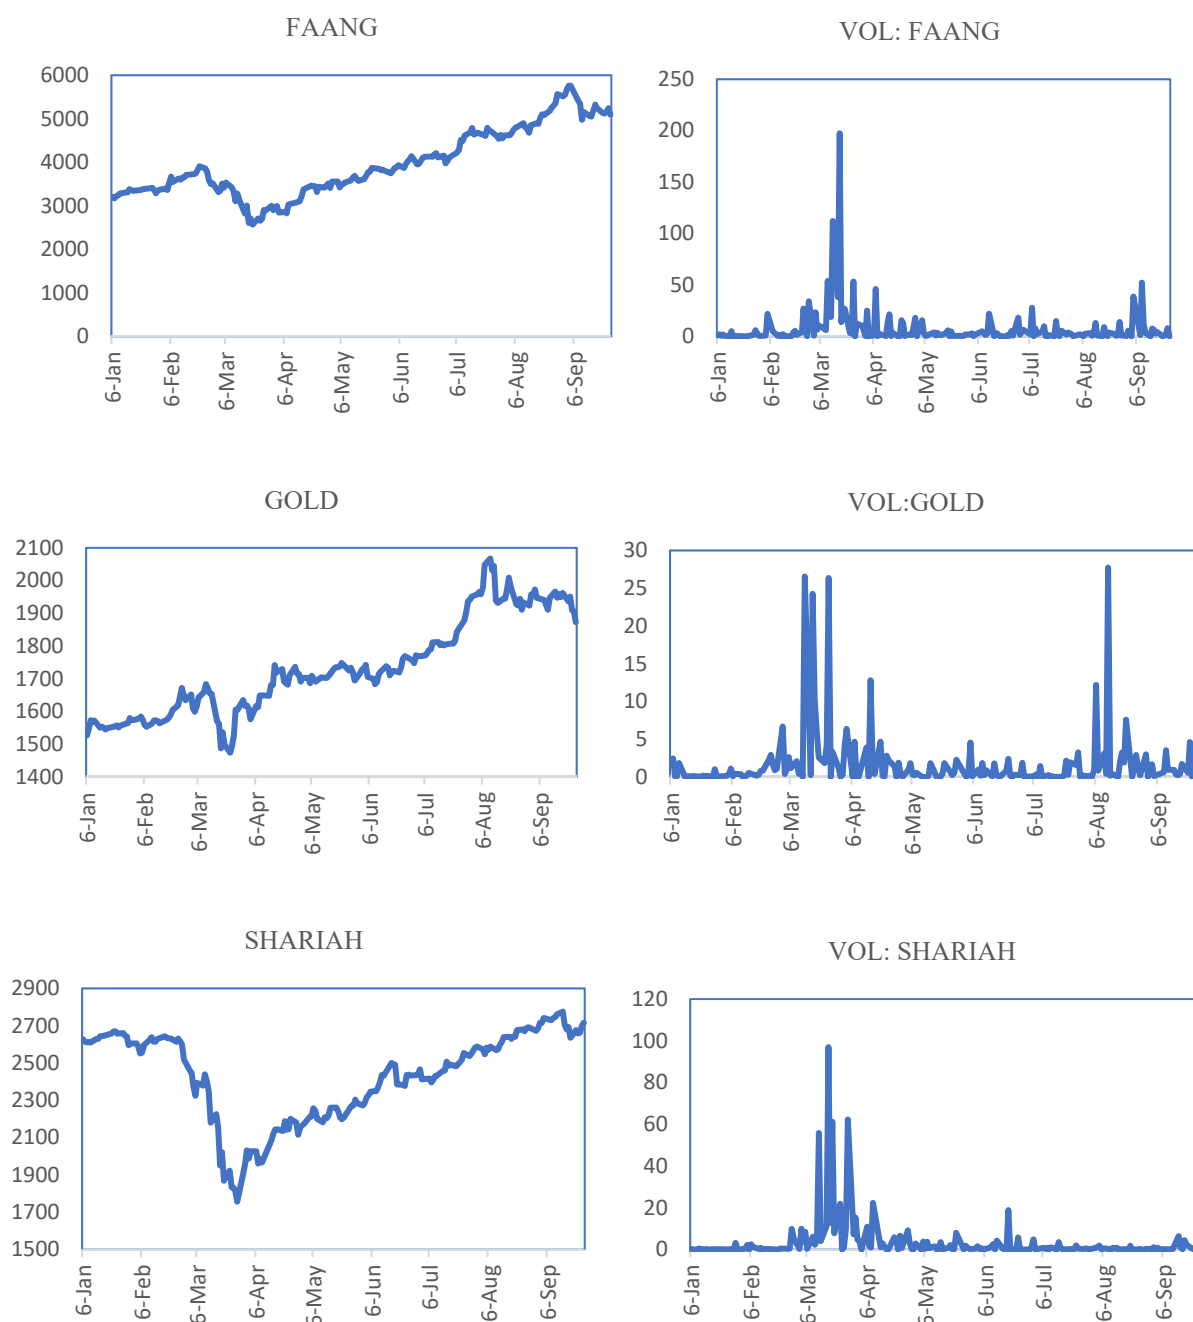 FAANG
6000
5000
4000
3000
2000
1000
0
6-Jan
6-Feb
6-Mar
6-Apr
6-May
6-Jun
6-Jul
6-Aug
6-Sep
VOL: FAANG
250
200
150
100
50
0
6-Jan
6-Feb
6-Mar
6-Apr
6-May
6-Jun
6-Jul
6-Aug
6-Sep
GOLD
2100
2000
1900
1800
1700
1600
1500
1400
6-Jan
6-Feb
6-Mar
6-Apr
6-May
6-Jun
6-Jul
6-Aug
6-Sep
VOL:GOLD
30
25
20
15
10
5
0
6-Jan
6-Feb
6-Mar
6-Apr
6-May
6-Jun
6-Jul
6-Aug
6-Sep
SHARIAH
2900
2700
2500
2300
2100
1900
1700
1500
6-Jan
6-Feb
6-Mar
6-Apr
6-May
6-Jun
6-Jul
6-Aug
6-Sep
VOL: SHARIAH
120
100
80
60
40
20
0
6-Jan
6-Feb
6-Mar
6-Apr
6-May
6-Jun
6-Jul
6-Aug
6-Sep